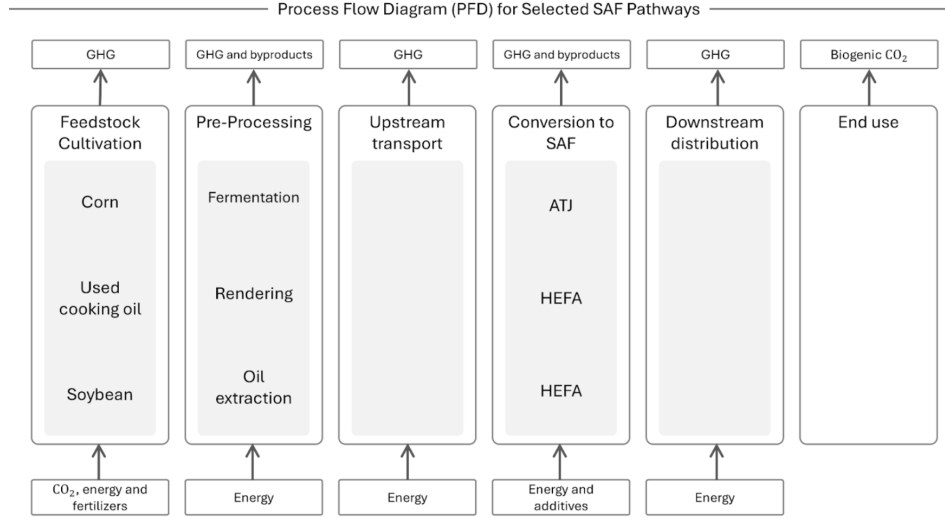 Process Flow Diagram (PFD) for Selected SAF Pathways
GHG
GHG and byproducts
GHG
GHG and byproducts
GHG
Biogenic CO₂
Feedstock
Cultivation
Corn
Used
cooking oil
Soybean
Pre-Processing
Fermentation
Rendering
Oil
extraction
Upstream
transport
Conversion to
SAF
ATJ
HEFA
HEFA
Downstream
distribution
End use
CO₂, energy and
fertilizers
Energy
Energy
Energy and
additives
Energy